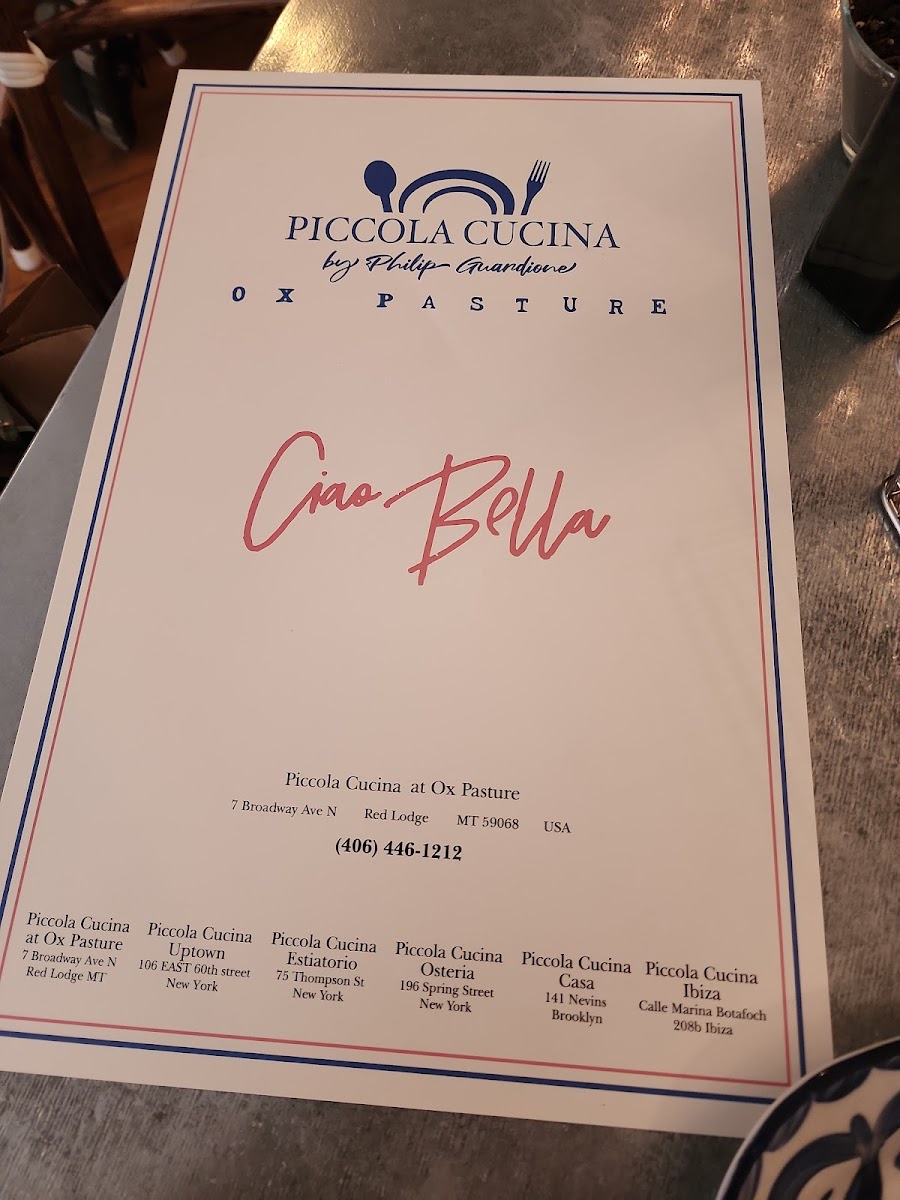 PICCOLA CUCINA
by Philip Guardione
OX PASTURE
Ciao Bella
Piccola Cucina at Ox Pasture
7 Broadway Ave N Red Lodge MT 59068 USA
(406) 446-1212
Piccola Cucina
at Ox Pasture
7 Broadway Ave N
Red Lodge MT
Piccola Cucina
Uptown
106 EAST 60th street
New York
Piccola Cucina
Estiatorio
75 Thompson St
New York
Piccola Cucina
Osteria
196 Spring Street
New York
Piccola Cucina
Casa
141 Nevins
Brooklyn
Piccola Cucina
Ibiza
Calle Marina Botafoch
208b Ibiza